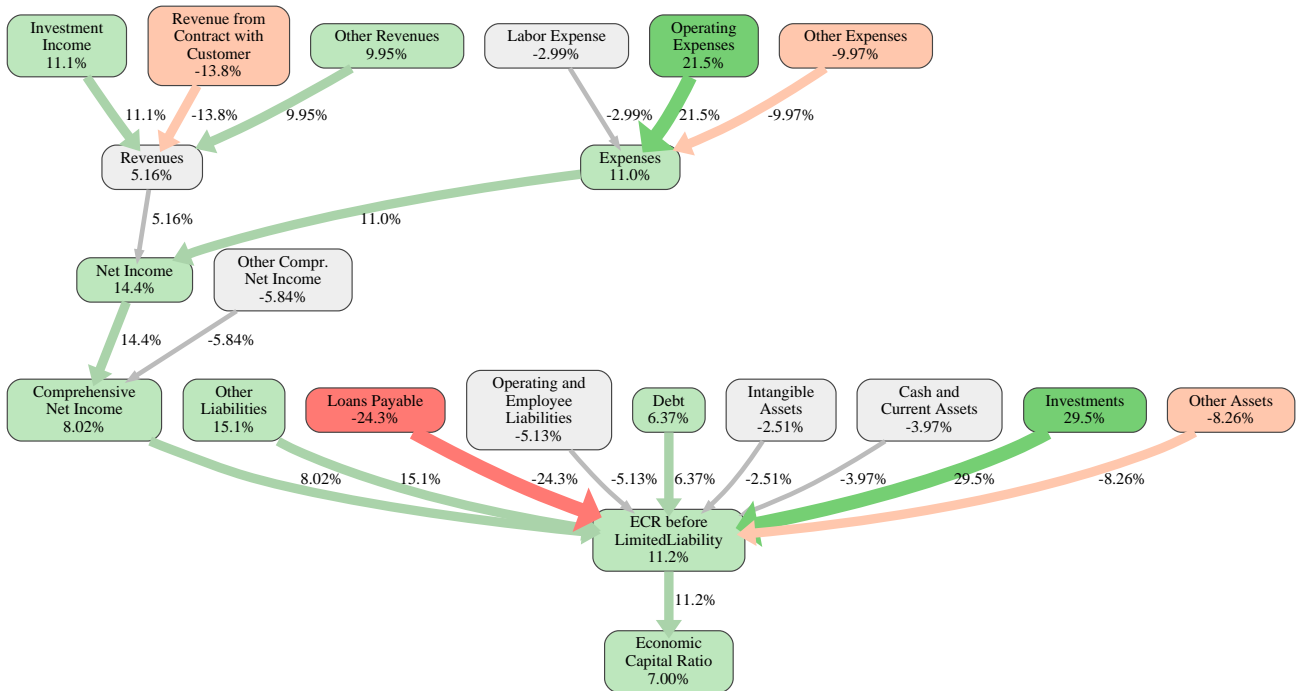 Investment
Income
11.1%
Revenue from
Contract with
Customer
-13.8%
Other Revenues
9.95%
Labor Expense
-2.99%
Operating
Expenses
21.5%
Other Expenses
-9.97%
11.1%
-13.8%
9.95%
-2.99%
21.5%
-9.97%
Revenues
5.16%
Expenses
11.0%
5.16%
11.0%
Net Income
14.4%
Other Compr.
Net Income
-5.84%
14.4%
-5.84%
Comprehensive
Net Income
8.02%
Other
Liabilities
15.1%
Loans Payable
-24.3%
Operating and
Employee
Liabilities
-5.13%
Debt
6.37%
Intangible
Assets
-2.51%
Cash and
Current Assets
-3.97%
Investments
29.5%
Other Assets
-8.26%
8.02%
15.1%
-24.3%
-5.13%
6.37%
-2.51%
-3.97%
29.5%
-8.26%
ECR before
LimitedLiability
11.2%
11.2%
Economic
Capital Ratio
7.00%